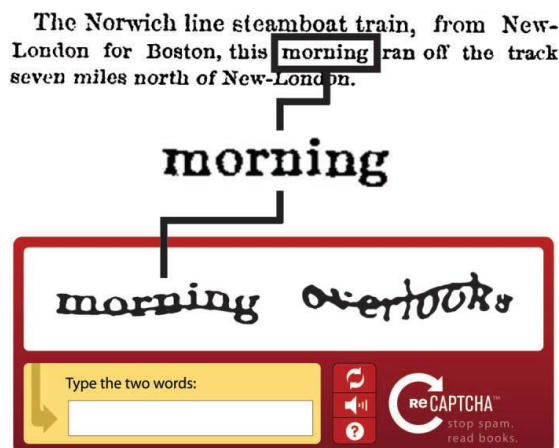 The Norwich line steamboat train, from New-
London for Boston, this morning ran off the track
seven miles north of New-London.
morning
morning overlooks
Type the two words:
?
reCAPTCHA™
stop spam.
read books.